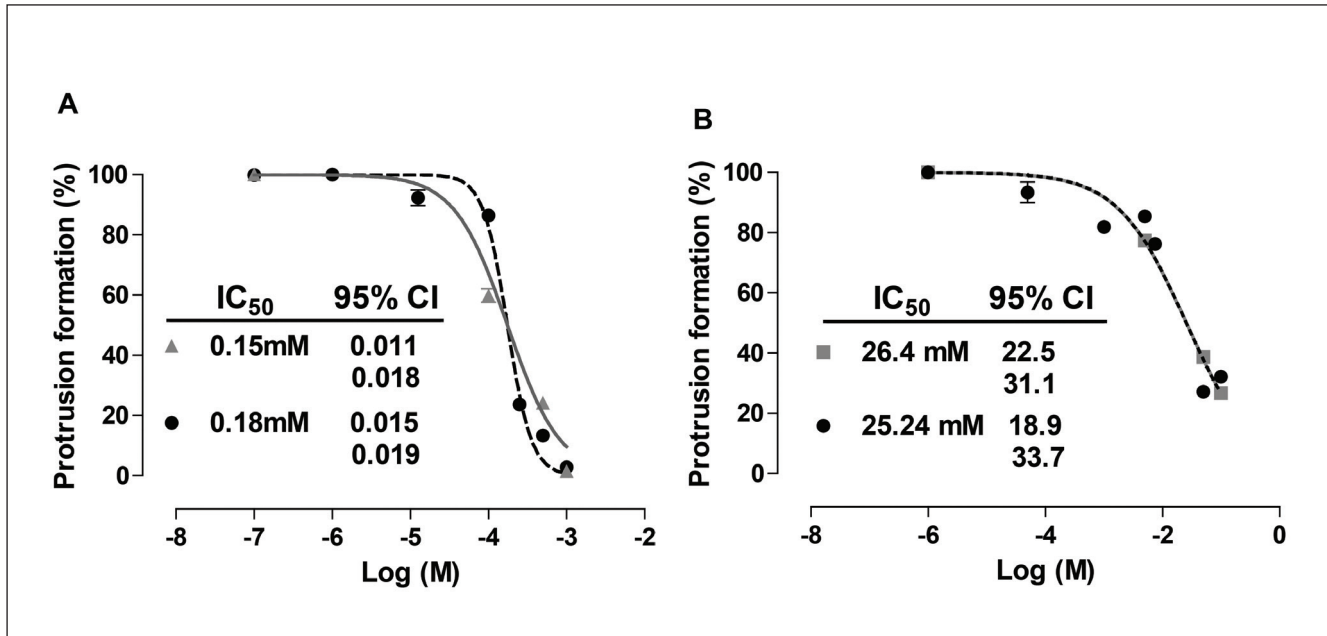 A
Protrusion formation (%)
100
80
60
40
20
0
IC50 95% CI
0.15mM 0.011
0.018
0.18mM 0.015
0.019
-8 -7 -6 -5 -4 -3 -2
Log (M)
B
Protrusion formation (%)
100
80
60
40
20
0
IC50 95% CI
26.4 mM 22.5
31.1
25.24 mM 18.9
33.7
-8 -6 -4 -2 0
Log (M)